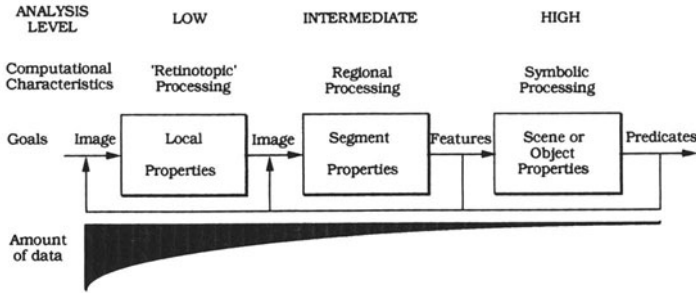 ANALYSIS LEVEL LOW INTERMEDIATE HIGH
Computational Characteristics 'Retinotopic' Processing Regional Processing Symbolic Processing
Goals Image Local Properties Image Segment Properties Features Scene or Object Properties Predicates
Amount of data